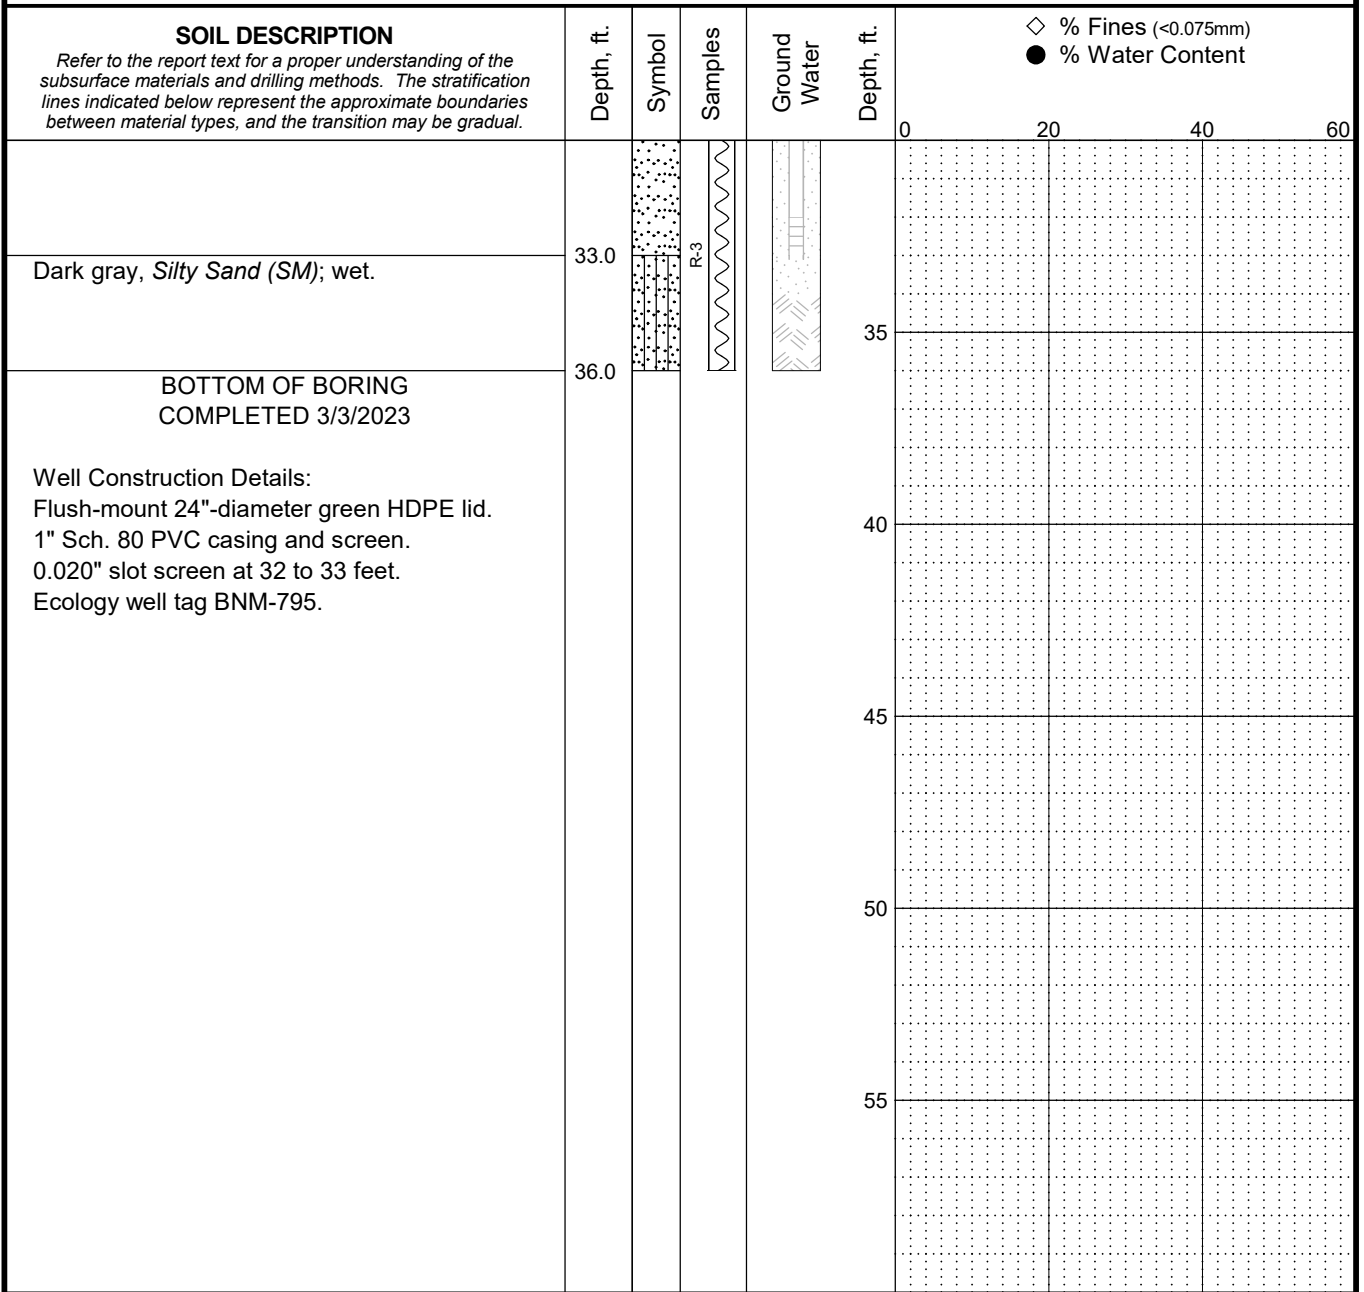 SOIL DESCRIPTION
Refer to the report text for a proper understanding of the
subsurface materials and drilling methods. The stratification
lines indicated below represent the approximate boundaries
between material types, and the transition may be gradual.
Depth, ft.
Symbol
Samples
Ground
Water
Depth, ft.
◇ % Fines (<0.075mm)
● % Water Content
0 20 40 60
33.0
R-3
Dark gray, Silty Sand (SM); wet.
35
36.0
BOTTOM OF BORING
COMPLETED 3/3/2023
Well Construction Details:
Flush-mount 24"-diameter green HDPE lid.
1" Sch. 80 PVC casing and screen.
0.020" slot screen at 32 to 33 feet.
Ecology well tag BNM-795.
40
45
50
55